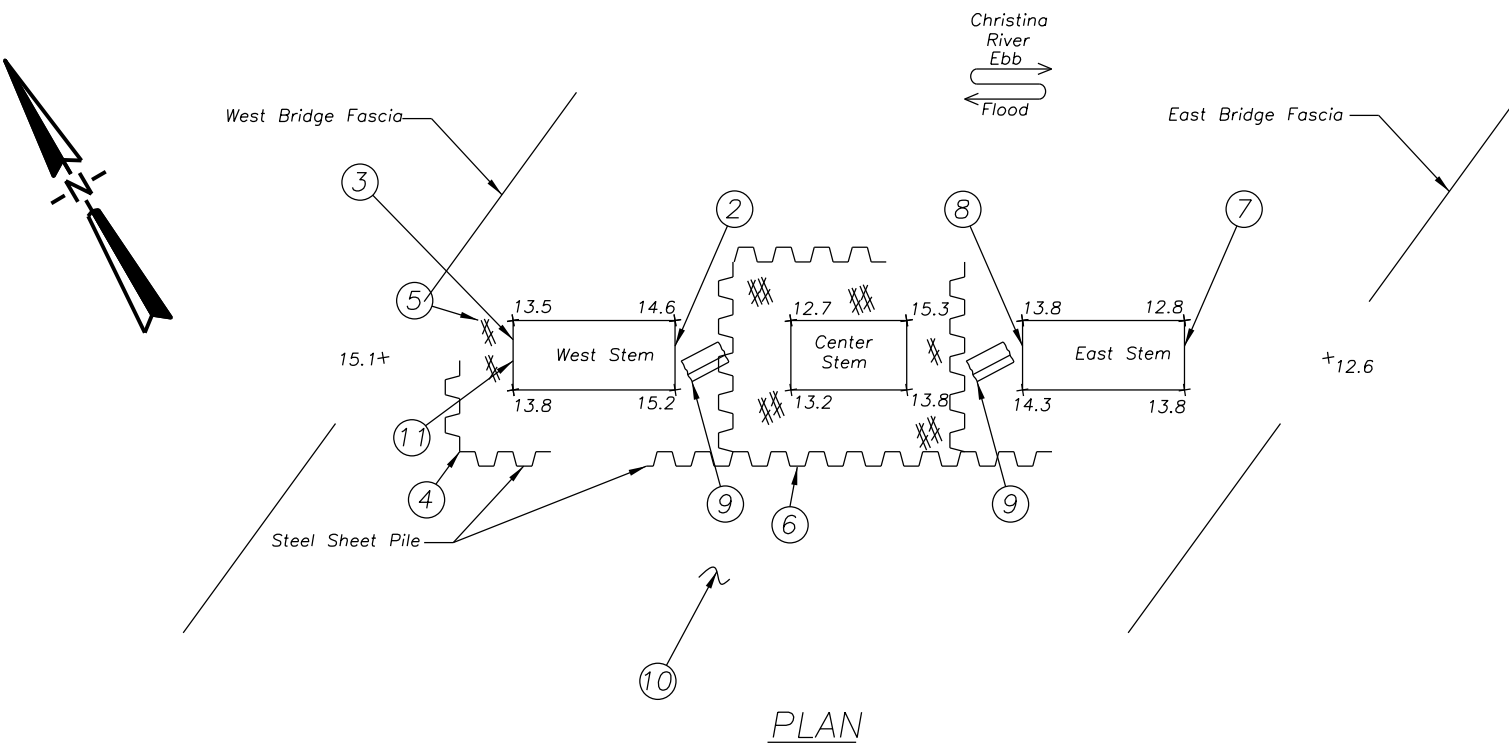 Christina
River
Ebb
Flood
West Bridge Fascia
East Bridge Fascia
N
3
2
8
7
5
13.5
14.6
12.7
15.3
13.8
12.8
15.1
West Stem
Center
Stem
East Stem
12.6
13.8
15.2
13.2
13.8
14.3
13.8
11
4
9
6
9
Steel Sheet Pile
10
PLAN